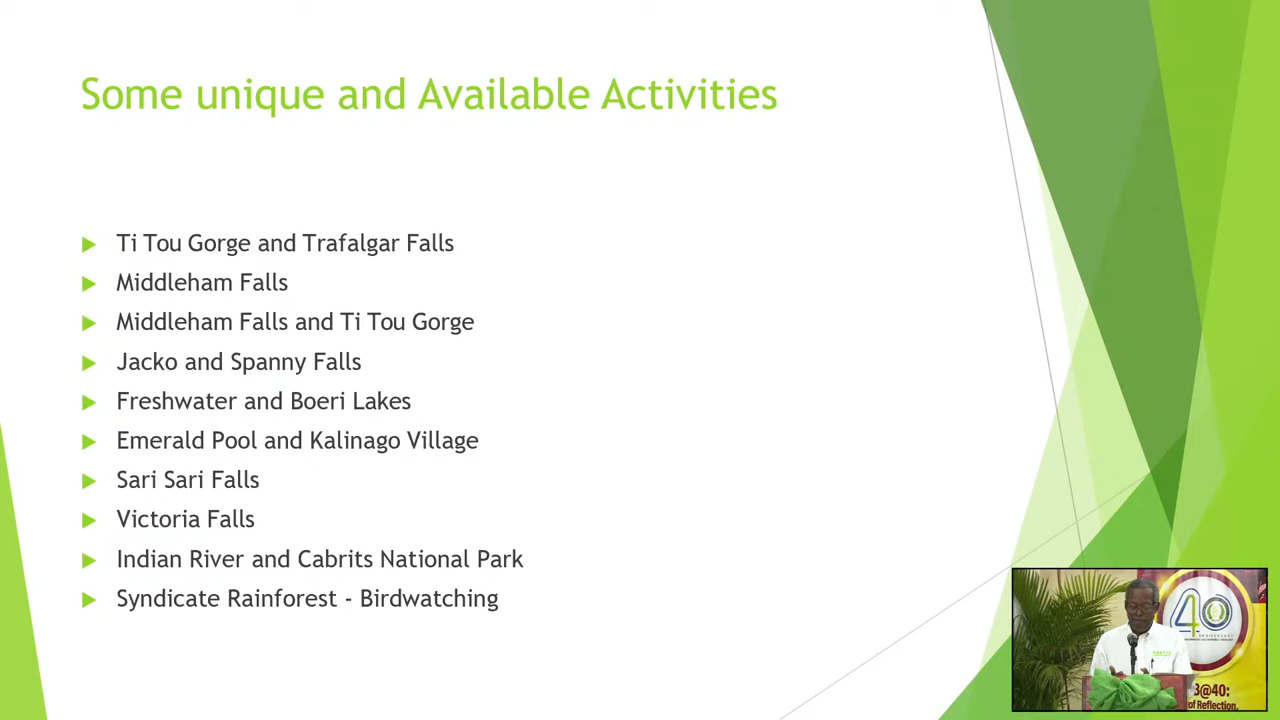 Some unique and Available Activities
Ti Tou Gorge and Trafalgar Falls
Middleham Falls
Middleham Falls and Ti Tou Gorge
Jacko and Spanny Falls
Freshwater and Boeri Lakes
Emerald Pool and Kalinago Village
Sari Sari Falls
Victoria Falls
Indian River and Cabrits National Park
Syndicate Rainforest - Birdwatching
40
ANNIVERSARY
B@40:
of Reflection,